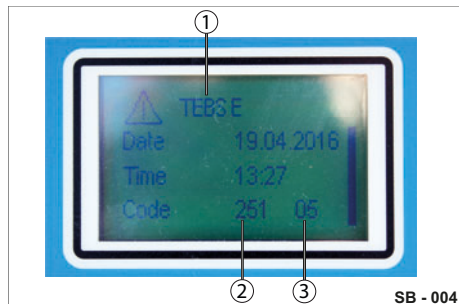 ①
TEBS E
Date 19.04.2016
Time 13:27
Code 251 05
② ③
SB - 004